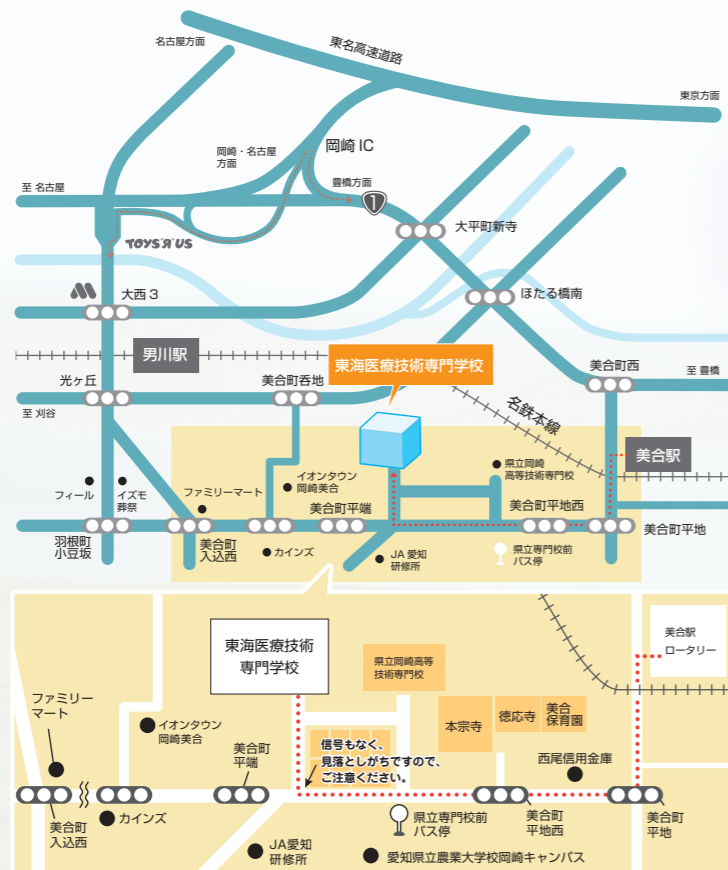 名古屋方面
東名高速道路
東京方面
岡崎・名古屋
方面
岡崎 IC
至 名古屋
豊橋方面
1
TOYS"R"US
大平町新寺
大西 3
ほたる橋南
男川駅
東海医療技術専門学校
美合町西
光ヶ丘
美合町呑地
至 豊橋
至 刈谷
名鉄本線
美合駅
フィール
イズモ
葬祭
ファミリーマート
イオンタウン
岡崎美合
県立岡崎
高等技術専門校
美合町平端
美合町平地西
羽根町
小豆坂
美合町
入込西
カインズ
JA 愛知
研修所
県立専門校前
バス停
美合町平地
東海医療技術
専門学校
県立岡崎高等
技術専門校
美合駅
ロータリー
ファミリー
マート
イオンタウン
岡崎美合
本宗寺
徳応寺
美合
保育園
美合町
平端
信号もなく、
見落としがちですので、
ご注意ください。
西尾信用金庫
美合町
入込西
カインズ
県立専門校前
バス停
美合町
平地西
美合町
平地
JA愛知
研修所
愛知県立農業大学校岡崎キャンパス